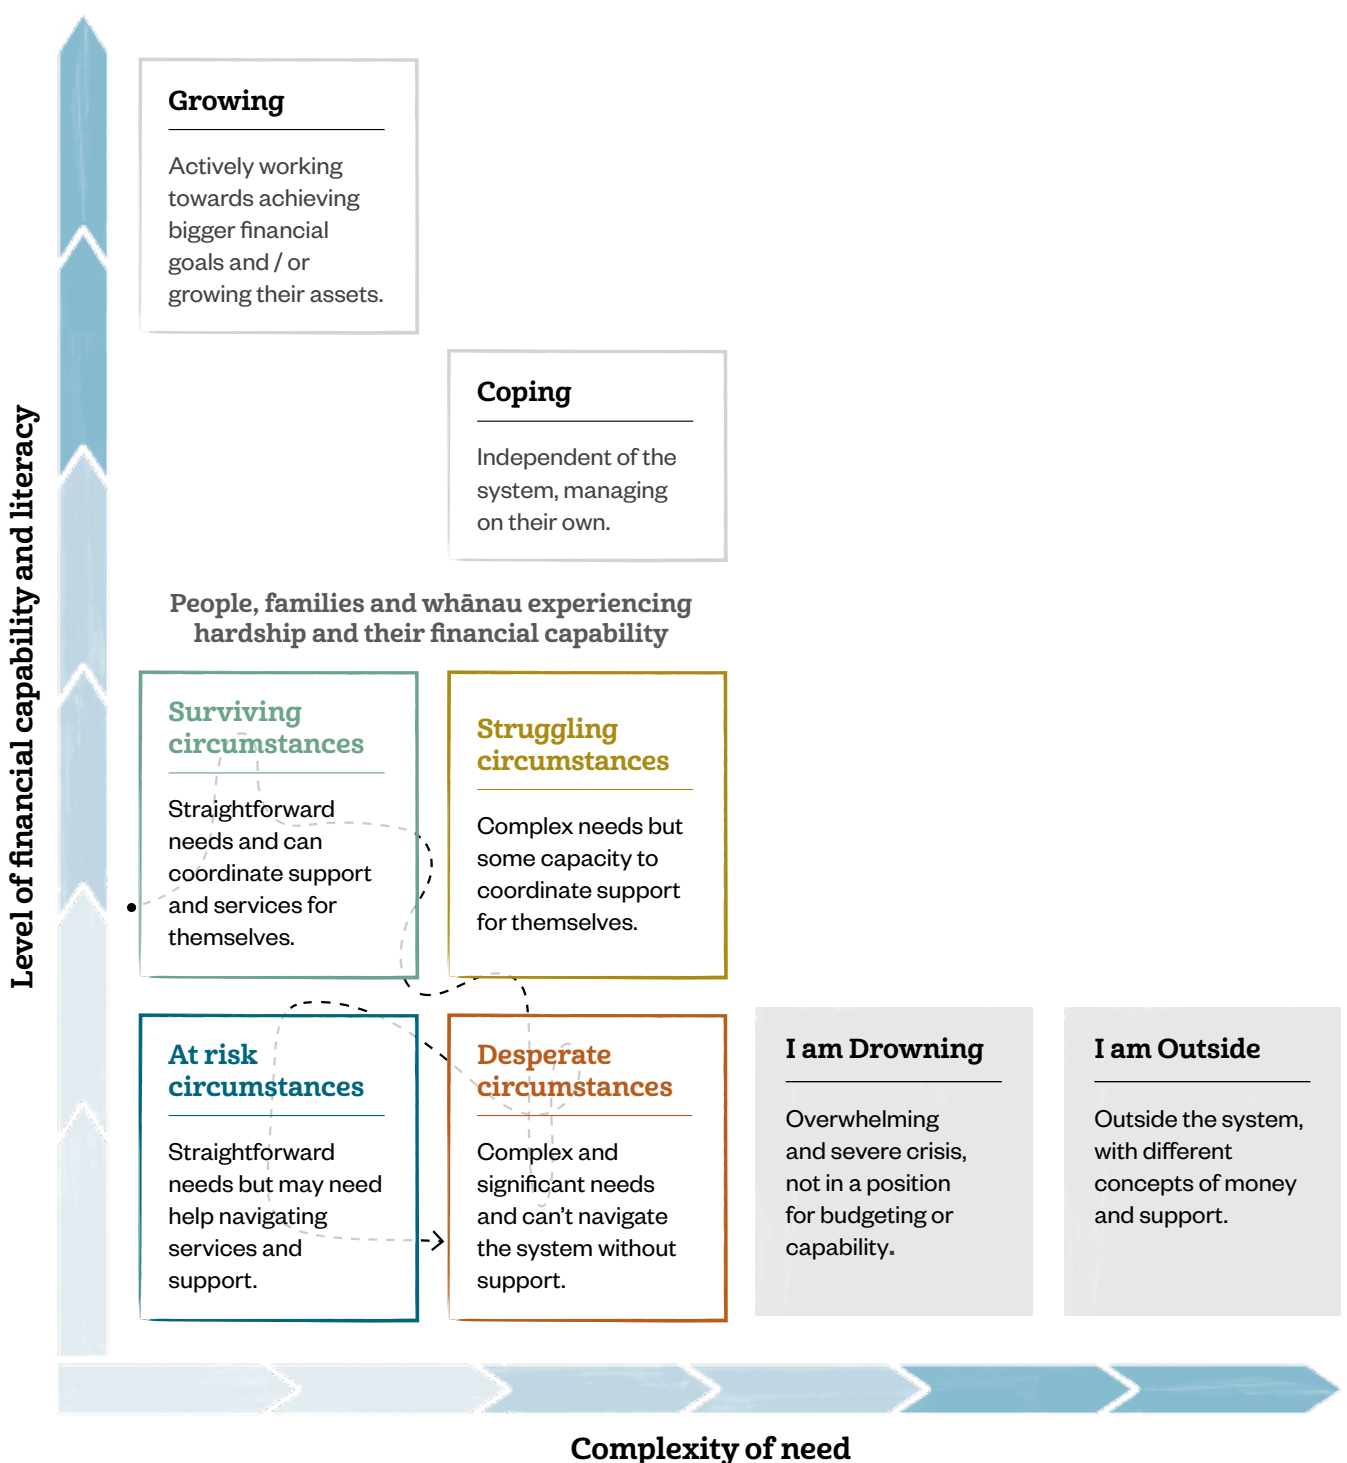 Level of financial capability and literacy
Growing
Actively working
towards achieving
bigger financial
goals and / or
growing their assets.
Coping
Independent of the
system, managing
on their own.
People, families and whānau experiencing
hardship and their financial capability
Surviving
circumstances
Straightforward
needs and can
coordinate support
and services for
themselves.
Struggling
circumstances
Complex needs but
some capacity to
coordinate support
for themselves.
At risk
circumstances
Straightforward
needs but may need
help navigating
services and
support.
Desperate
circumstances
Complex and
significant needs
and can’t navigate
the system without
support.
I am Drowning
Overwhelming
and severe crisis,
not in a position
for budgeting or
capability.
I am Outside
Outside the system,
with different
concepts of money
and support.
Complexity of need